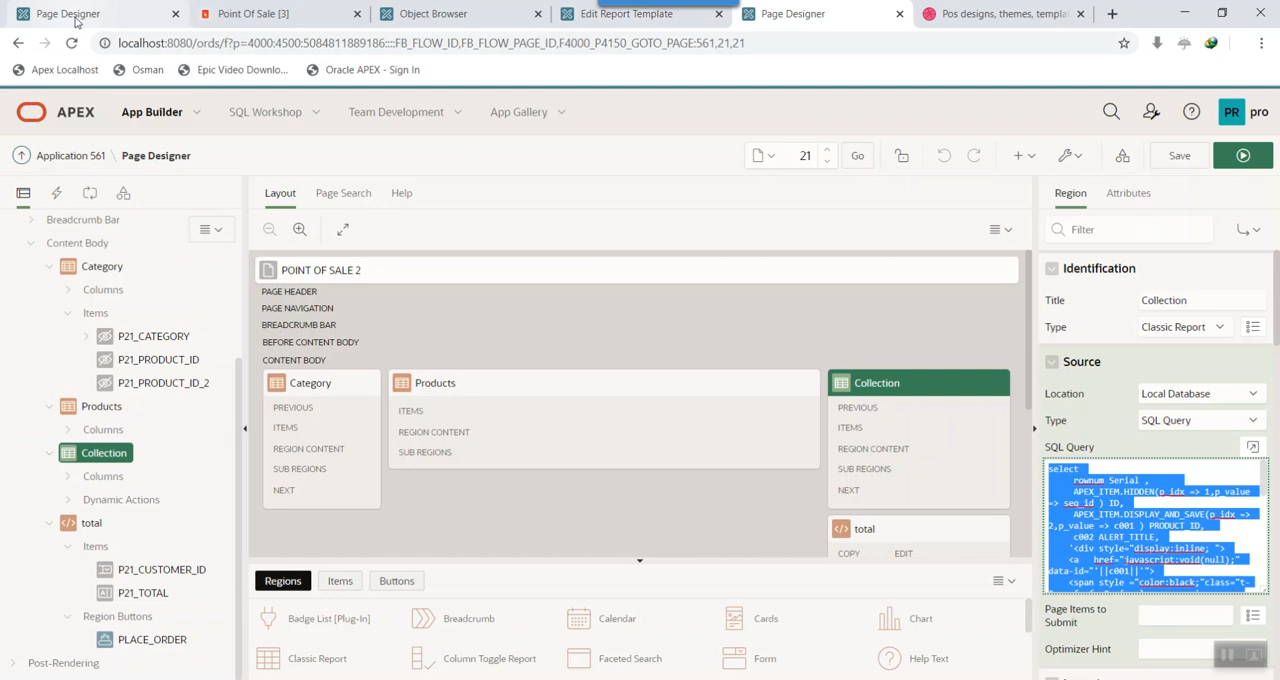 Page Designer
Point Of Sale [3]
Object Browser
Edit Report Template
Page Designer
Pos designs, themes, templa
localhost:8080/ords/f?p=4000:4500:5084811889186::::FB_FLOW_ID,FB_FLOW_PAGE_ID,F4000_P4150_GOTO_PAGE:561,21,21
Apex Localhost
Osman
Epic Video Downlo...
Oracle APEX - Sign In
APEX
App Builder
SQL Workshop
Team Development
App Gallery
PR
pro
Application 561
Page Designer
21
Go
Save
Layout
Page Search
Help
Region
Attributes
Breadcrumb Bar
Content Body
Category
Columns
Items
P21_CATEGORY
P21_PRODUCT_ID
P21_PRODUCT_ID_2
Products
Columns
Collection
Columns
Dynamic Actions
total
Items
P21_CUSTOMER_ID
P21_TOTAL
Region Buttons
PLACE_ORDER
Post-Rendering
POINT OF SALE 2
PAGE HEADER
PAGE NAVIGATION
BREADCRUMB BAR
BEFORE CONTENT BODY
CONTENT BODY
Category
PREVIOUS
ITEMS
REGION CONTENT
SUB REGIONS
NEXT
Products
ITEMS
REGION CONTENT
SUB REGIONS
Collection
PREVIOUS
ITEMS
REGION CONTENT
SUB REGIONS
NEXT
total
COPY
EDIT
Regions
Items
Buttons
Badge List [Plug-In]
Breadcrumb
Calendar
Cards
Chart
Classic Report
Column Toggle Report
Faceted Search
Form
Help Text
Filter
Identification
Title
Collection
Type
Classic Report
Source
Location
Local Database
Type
SQL Query
SQL Query
select
rownum Serial ,
APEX_ITEM.HIDDEN(p_idx => 1,p_value
=> seq_id ) ID,
APEX_ITEM.DISPLAY_AND_SAVE(p_idx =>
2,p_value => c001 ) PRODUCT_ID,
c002 ALERT_TITLE,
'<div style="display:inline; ">
<a href="javascript:void(null);"
data-id="'||c001||'">
<span style ="color:black;"class="t-
Page Items to
Submit
Optimizer Hint